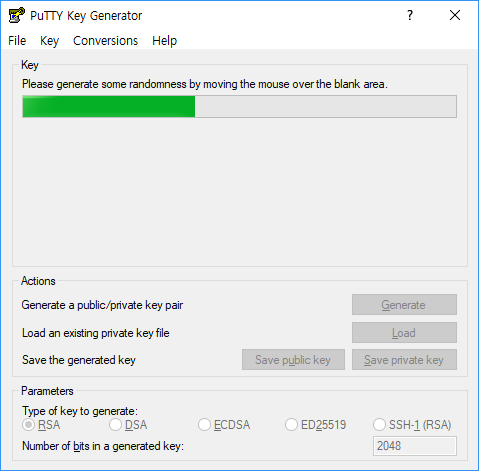 PuTTY Key Generator
?
File Key Conversions Help
Key
Please generate some randomness by moving the mouse over the blank area.
Actions
Generate a public/private key pair
Generate
Load an existing private key file
Load
Save the generated key
Save public key
Save private key
Parameters
Type of key to generate:
RSA DSA ECDSA ED25519 SSH-1 (RSA)
Number of bits in a generated key:
2048